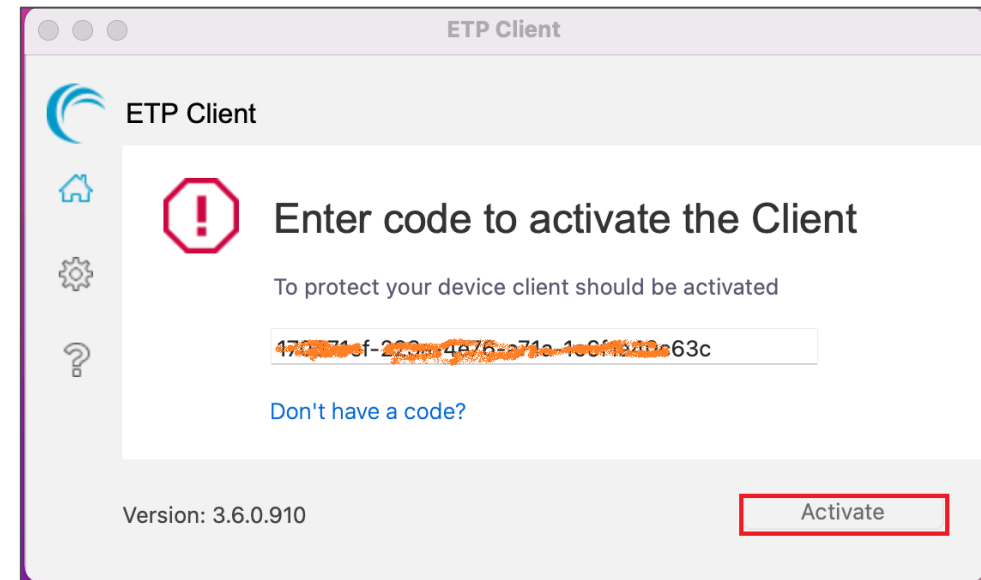 ETP Client
ETP Client
Enter code to activate the Client
To protect your device client should be activated
Don't have a code?
Version: 3.6.0.910
Activate